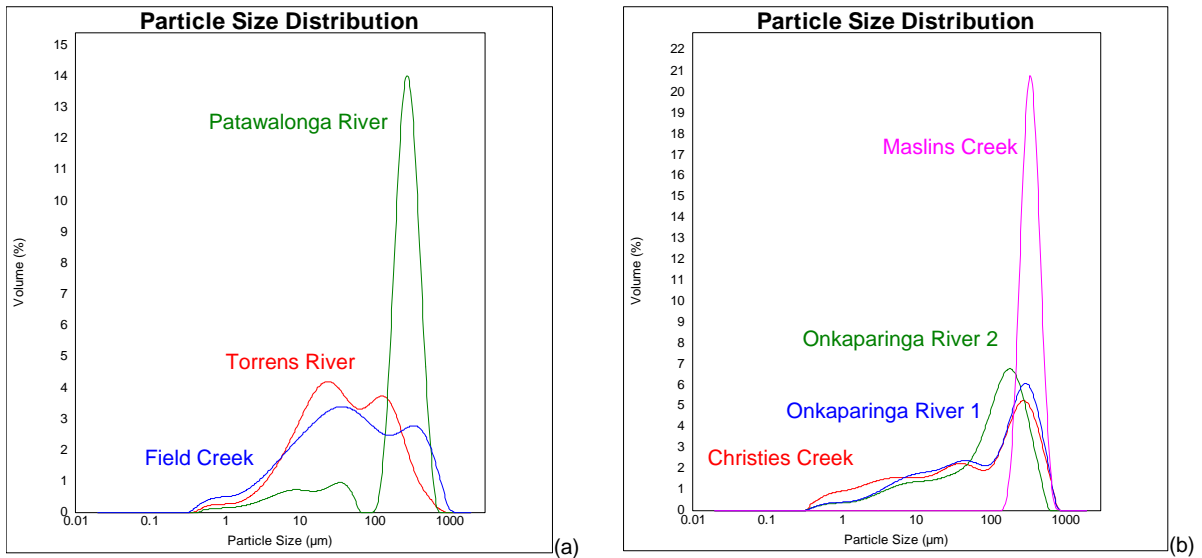 Particle Size Distribution
15
14
13
12
11
10
9
8
7
6
5
4
3
2
1
0
Volume (%)
Patawalonga River
Torrens River
Field Creek
0.01 0.1 1 10 100 1000
Particle Size (µm)
(a)
Particle Size Distribution
22
21
20
19
18
17
16
15
14
13
12
11
10
9
8
7
6
5
4
3
2
1
0
Volume (%)
Maslins Creek
Onkaparinga River 2
Onkaparinga River 1
Christies Creek
0.01 0.1 1 10 100 1000
Particle Size (µm)
(b)